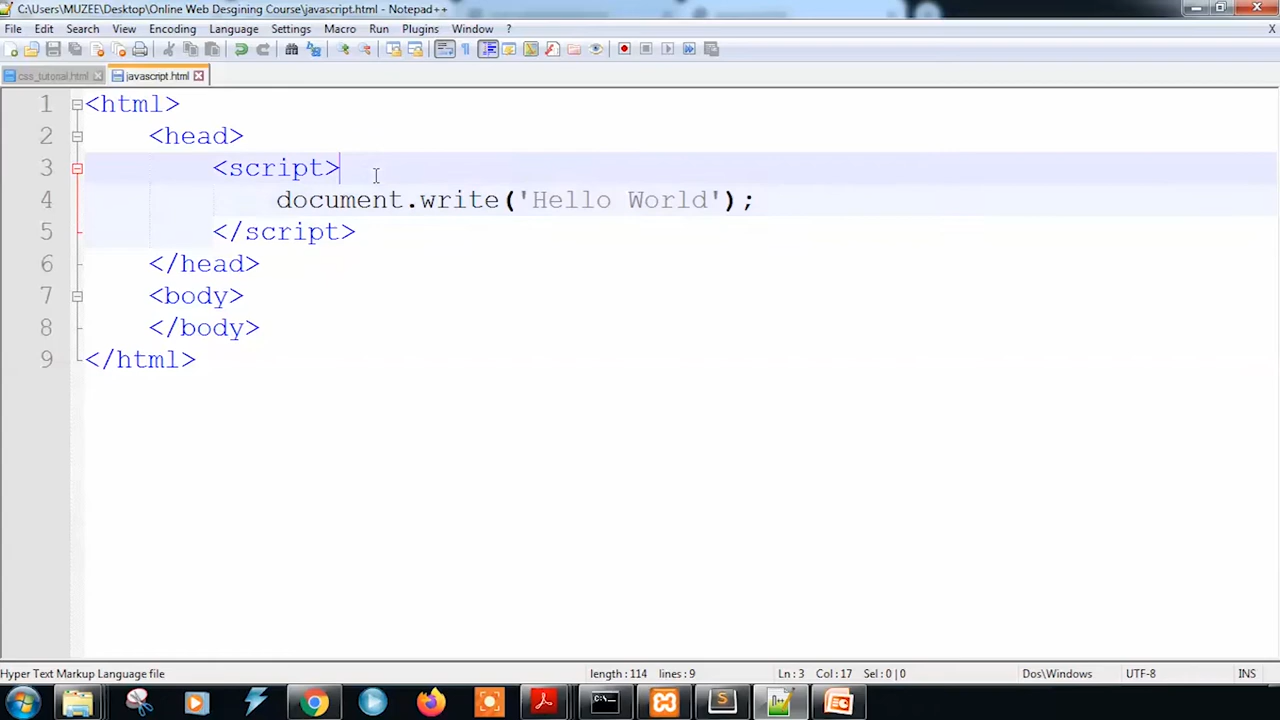 C:\Users\MUZEE\Desktop\Online Web Desgining Course\javascript.html - Notepad++
File Edit Search View Encoding Language Settings Macro Run Plugins Window ? X
css_tutorial.html javascript.html
1 <html>
2 <head>
3 <script>
4 document.write('Hello World');
5 </script>
6 </head>
7 <body>
8 </body>
9 </html>
Hyper Text Markup Language file length : 114 lines : 9 Ln : 3 Col : 17 Sel : 0 | 0 Dos\Windows UTF-8 INS